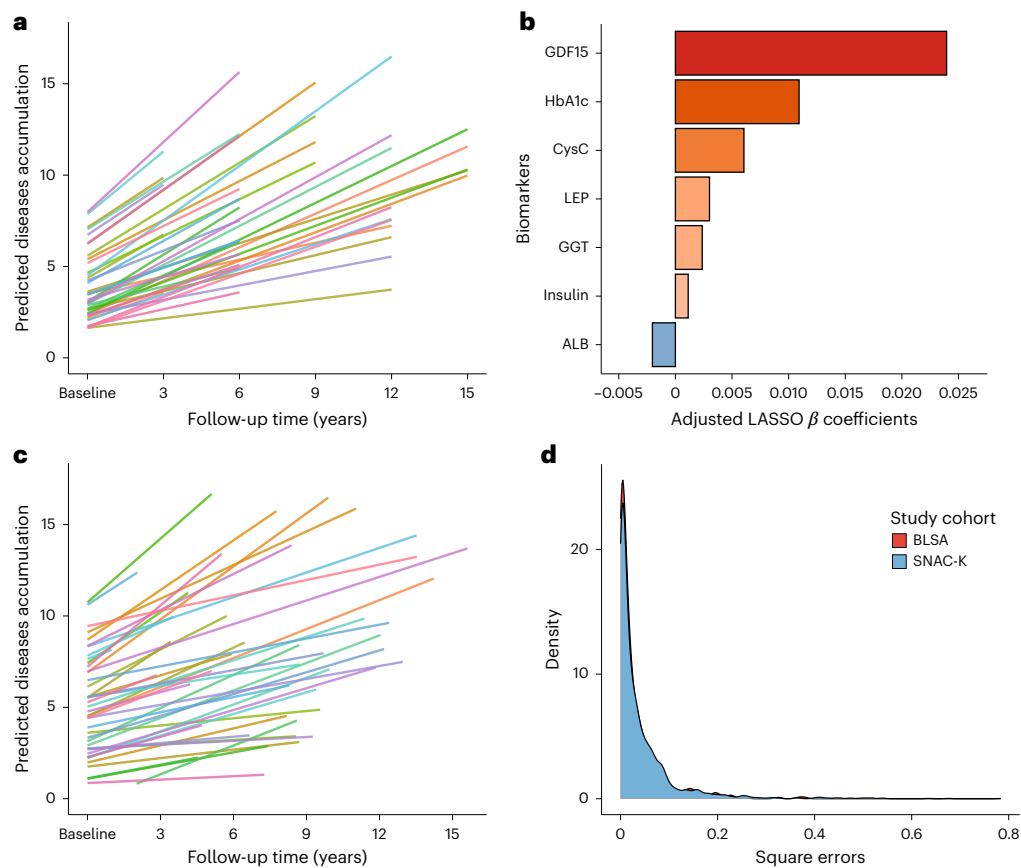 a
Predicted diseases accumulation
15
10
5
0
Baseline 3 6 9 12 15
Follow-up time (years)
b
Biomarkers
GDF15
HbA1c
CysC
LEP
GGT
Insulin
ALB
−0.005 0 0.005 0.010 0.015 0.020 0.025
Adjusted LASSO β coefficients
c
Predicted diseases accumulation
15
10
5
0
Baseline 3 6 9 12 15
Follow-up time (years)
d
Density
20
10
0
Study cohort
BLSA
SNAC-K
0 0.2 0.4 0.6 0.8
Square errors